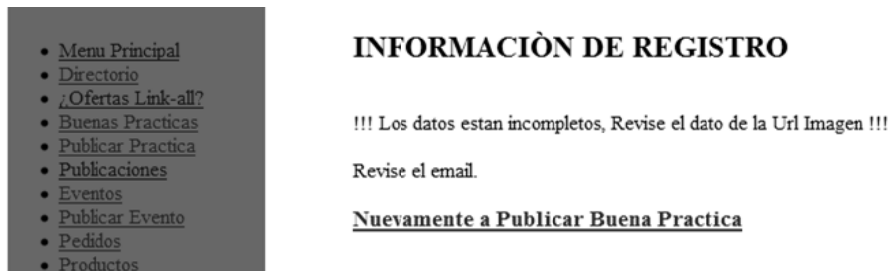 Menu Principal
Directorio
¿Ofertas Link-all?
Buenas Practicas
Publicar Practica
Publicaciones
Eventos
Publicar Evento
Pedidos
Productos
INFORMACIÒN DE REGISTRO
!!! Los datos estan incompletos, Revise el dato de la Url Imagen !!!
Revise el email.
Nuevamente a Publicar Buena Practica